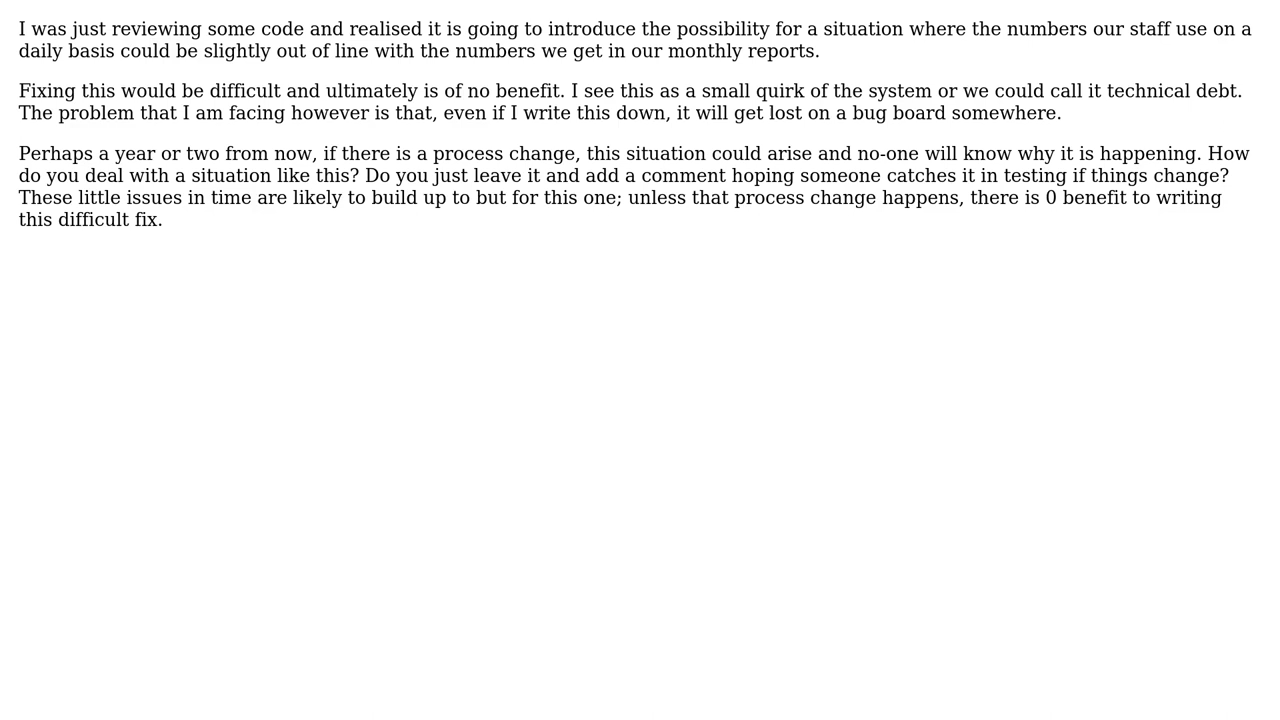 I was just reviewing some code and realised it is going to introduce the possibility for a situation where the numbers our staff use on a
daily basis could be slightly out of line with the numbers we get in our monthly reports.
Fixing this would be difficult and ultimately is of no benefit. I see this as a small quirk of the system or we could call it technical debt.
The problem that I am facing however is that, even if I write this down, it will get lost on a bug board somewhere.
Perhaps a year or two from now, if there is a process change, this situation could arise and no-one will know why it is happening. How
do you deal with a situation like this? Do you just leave it and add a comment hoping someone catches it in testing if things change?
These little issues in time are likely to build up to but for this one; unless that process change happens, there is 0 benefit to writing
this difficult fix.